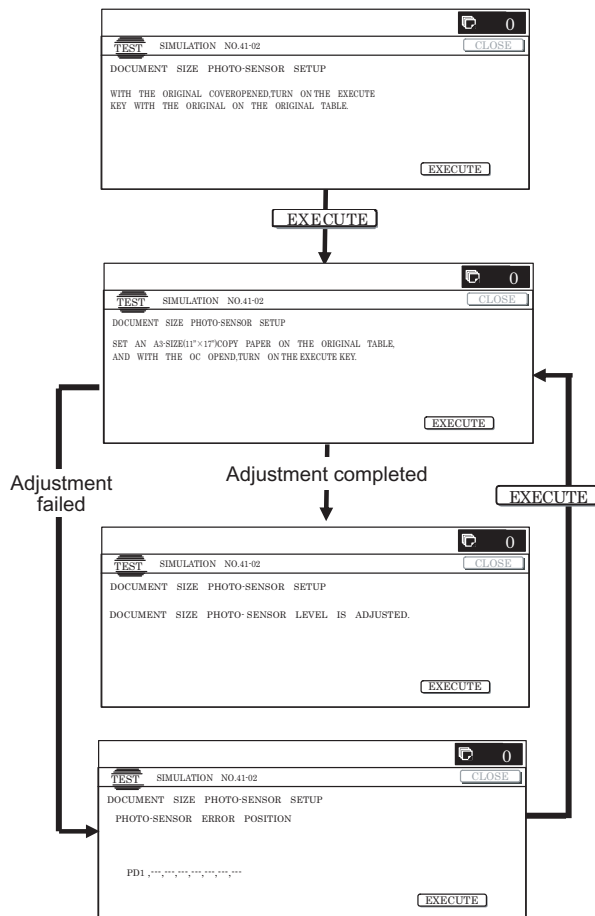 0
TEST SIMULATION NO.41-02 CLOSE
DOCUMENT SIZE PHOTO-SENSOR SETUP
WITH THE ORIGINAL COVEROPENED,TURN ON THE EXECUTE
KEY WITH THE ORIGINAL ON THE ORIGINAL TABLE.
EXECUTE
EXECUTE
0
TEST SIMULATION NO.41-02 CLOSE
DOCUMENT SIZE PHOTO-SENSOR SETUP
SET AN A3-SIZE(11"×17")COPY PAPER ON THE ORIGINAL TABLE,
AND WITH THE OC OPEND,TURN ON THE EXECUTE KEY.
EXECUTE
Adjustment
failed
Adjustment completed
EXECUTE
0
TEST SIMULATION NO.41-02 CLOSE
DOCUMENT SIZE PHOTO-SENSOR SETUP
DOCUMENT SIZE PHOTO-SENSOR LEVEL IS ADJUSTED.
EXECUTE
0
TEST SIMULATION NO.41-02 CLOSE
DOCUMENT SIZE PHOTO-SENSOR SETUP
PHOTO-SENSOR ERROR POSITION
PD1 ,---,---,---,---,---,---,---
EXECUTE